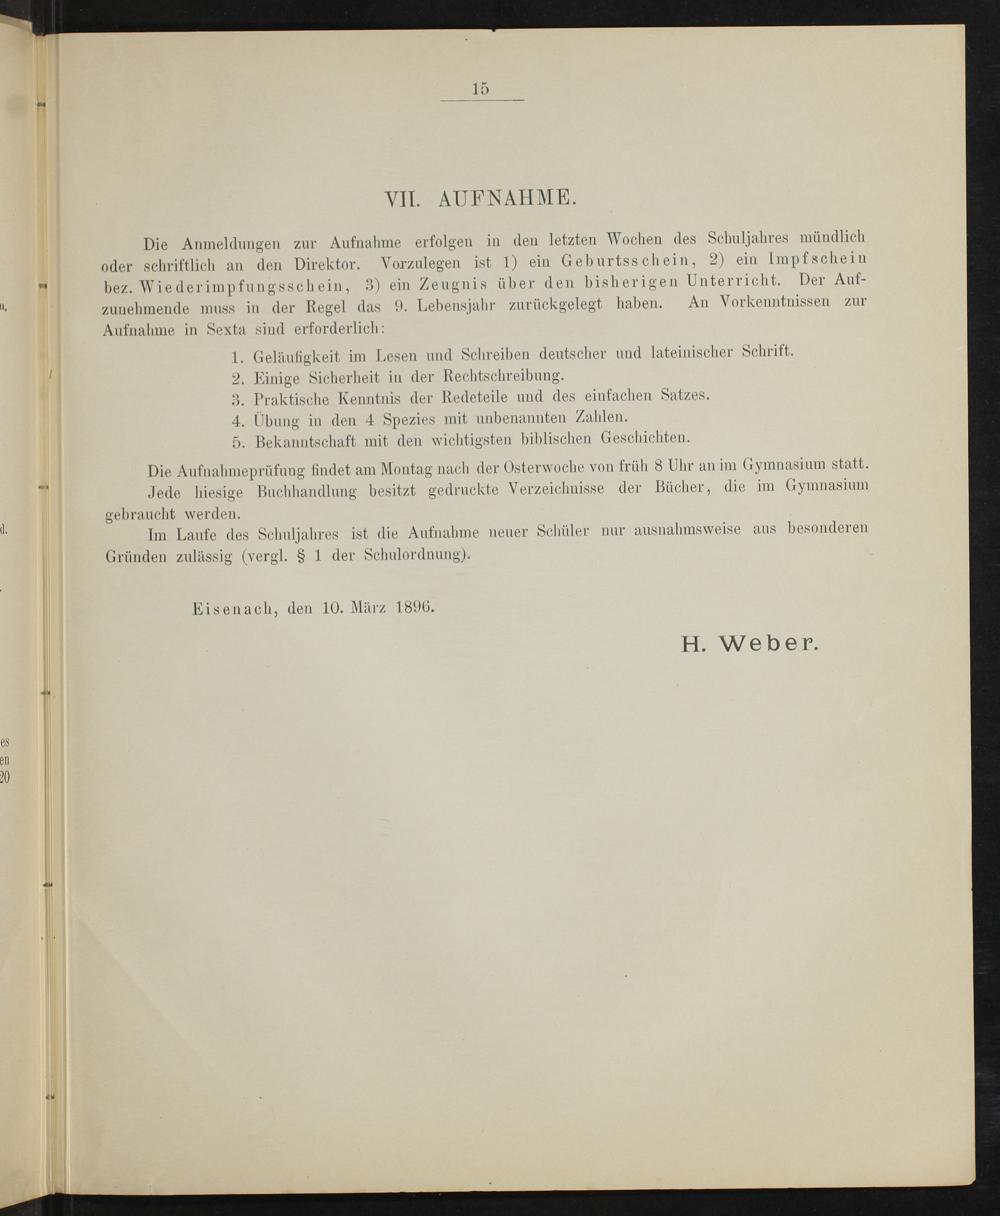 15
VII. AUFNAHME.
Die Anmeldungen zur Aufnahme erfolgen in den letzten Wochen des Schuljahres mündlich
oder schriftlich an den Direktor. Vorzulegen ist 1) ein Geburtsschein, 2) ein Impfschein
bez. Wiederimpfungsschein, 3) ein Zeugnis über den bisherigen Unterricht. Der Auf-
zunehmende muss in der Regel das 9. Lebensjahr zurückgelegt haben. An Vorkenntnissen zur
Aufnahme in Sexta sind erforderlich:
1. Geläufigkeit im Lesen und Schreiben deutscher und lateinischer Schrift.
2. Einige Sicherheit in der Rechtschreibung.
3. Praktische Kenntnis der Redeteile und des einfachen Satzes.
4. Übung in den 4 Spezies mit unbenannten Zahlen.
5. Bekanntschaft mit den wichtigsten biblischen Geschichten.
Die Aufnahmeprüfung findet am Montag nach der Osterwoche von früh 8 Uhr an im Gymnasium statt.
Jede hiesige Buchhandlung besitzt gedruckte Verzeichnisse der Bücher, die im Gymnasium
gebraucht werden.
Im Laufe des Schuljahres ist die Aufnahme neuer Schüler nur ausnahmsweise aus besonderen
Gründen zulässig (vergl. § 1 der Schulordnung).
Eisenach, den 10. März 1896.
H. Weber.
es
en
20